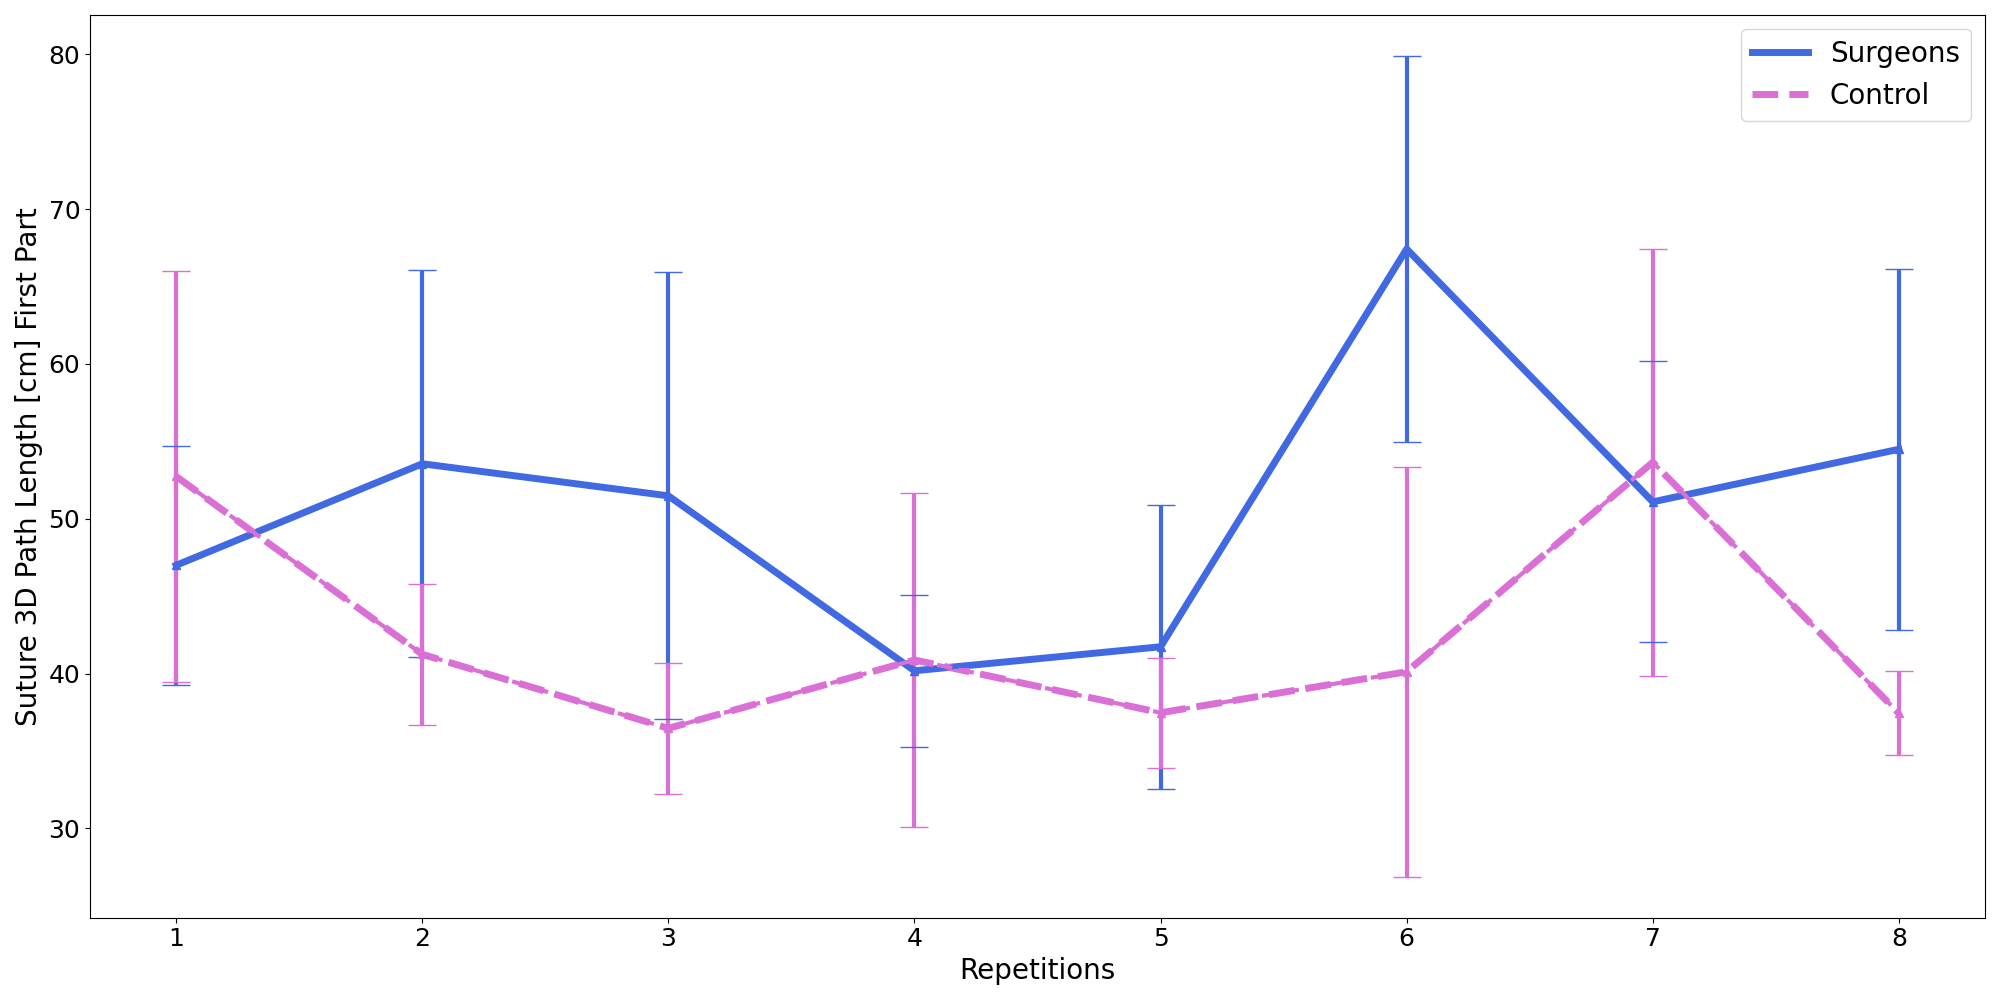 Suture 3D Path Length [cm] First Part
80
70
60
50
40
30
Surgeons
Control
1 2 3 4 5 6 7 8
Repetitions